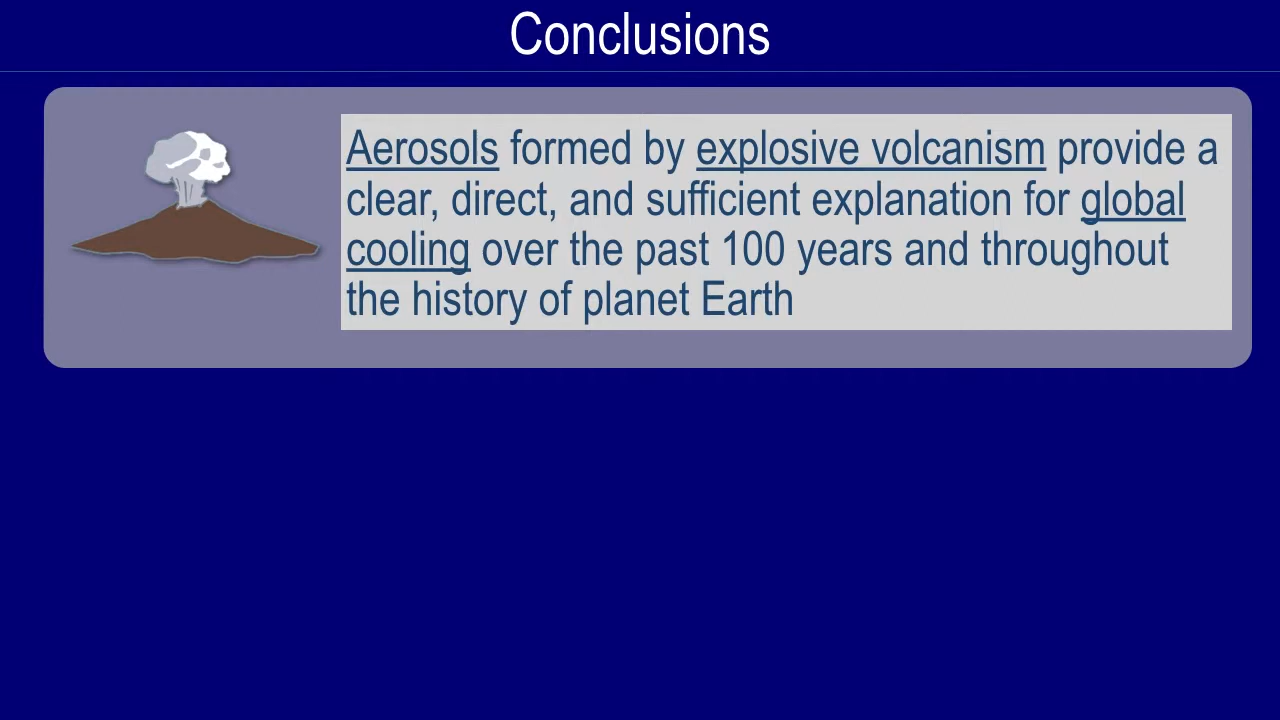 Conclusions
Aerosols formed by explosive volcanism provide a
clear, direct, and sufficient explanation for global
cooling over the past 100 years and throughout
the history of planet Earth